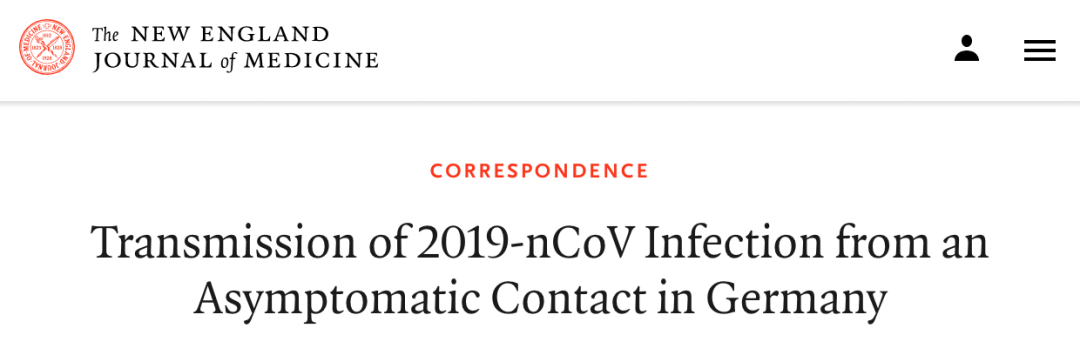 The NEW ENGLAND
JOURNAL of MEDICINE
CORRESPONDENCE
Transmission of 2019-nCoV Infection from an
Asymptomatic Contact in Germany